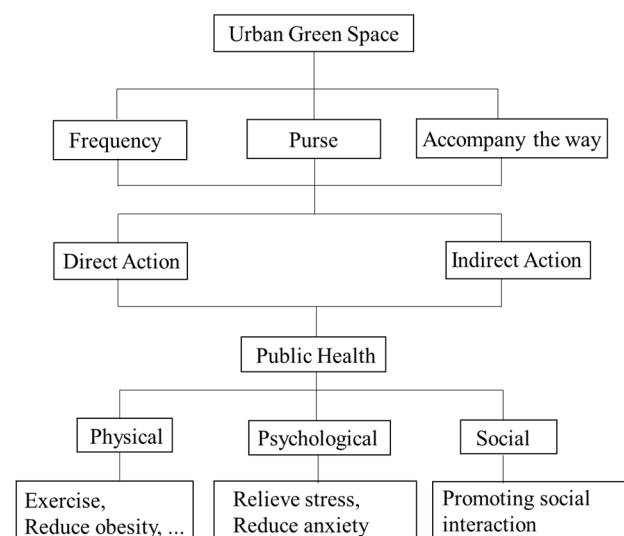 Urban Green Space
Frequency
Purse
Accompany the way
Direct Action
Indirect Action
Public Health
Physical
Psychological
Social
Exercise,
Reduce obesity, ...
Relieve stress,
Reduce anxiety
Promoting social
interaction